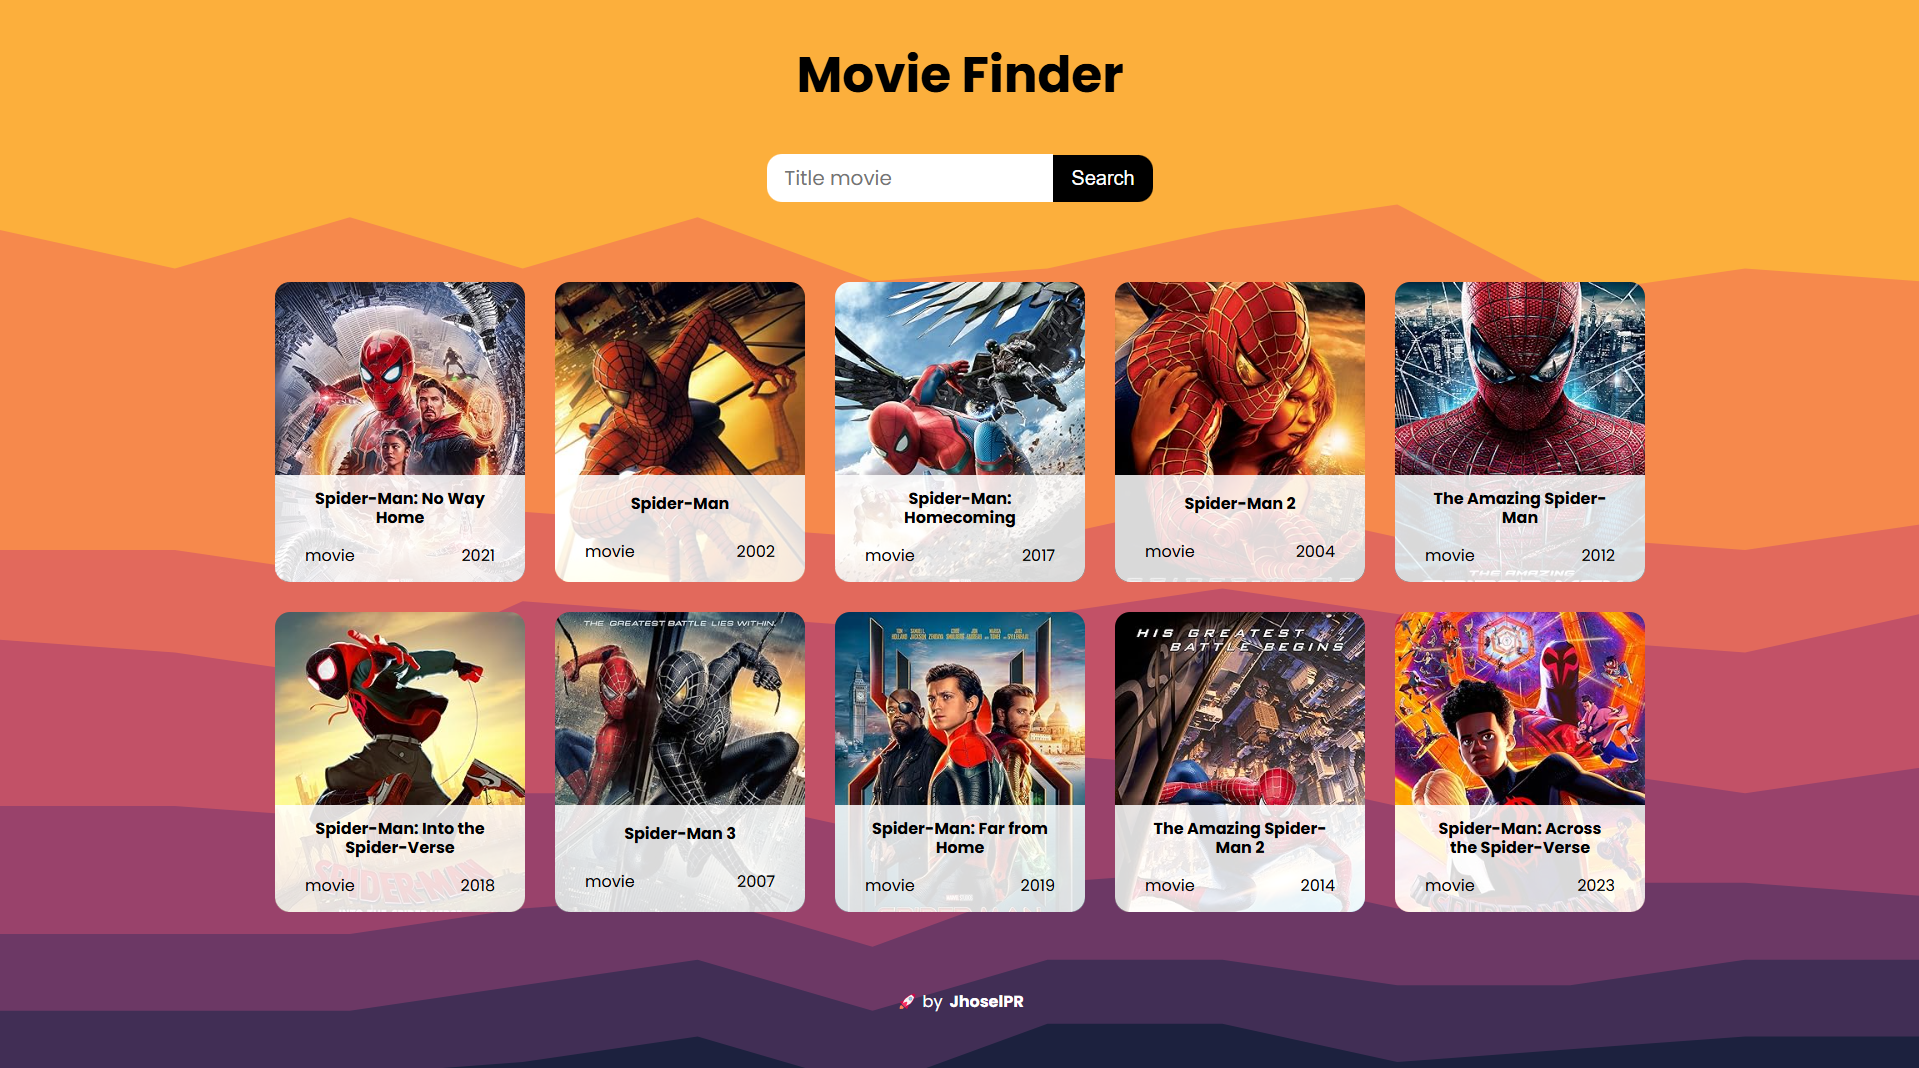 Movie Finder
Title movie
Search
Spider-Man: No Way
Home
movie 2021
Spider-Man
movie 2002
Spider-Man:
Homecoming
movie 2017
Spider-Man 2
movie 2004
The Amazing Spider-
Man
movie 2012
THE AMAZING
Spider-Man: Into the
Spider-Verse
movie 2018
THE GREATEST BATTLE LIES WITHIN.
Spider-Man 3
movie 2007
Spider-Man: Far from
Home
movie 2019
HIS GREATEST
BATTLE BEGINS
The Amazing Spider-
Man 2
movie 2014
Spider-Man: Across
the Spider-Verse
movie 2023
🚀 by JhoselPR